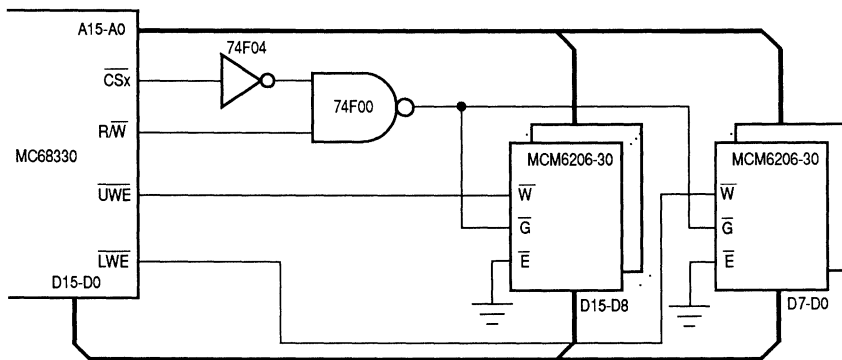 A15-A0
74F04
CSx
74F00
R/W
MC68330
MCM6206-30
MCM6206-30
UWE
W
W
G
G
LWE
E
E
D15-D0
D15-D8
D7-D0